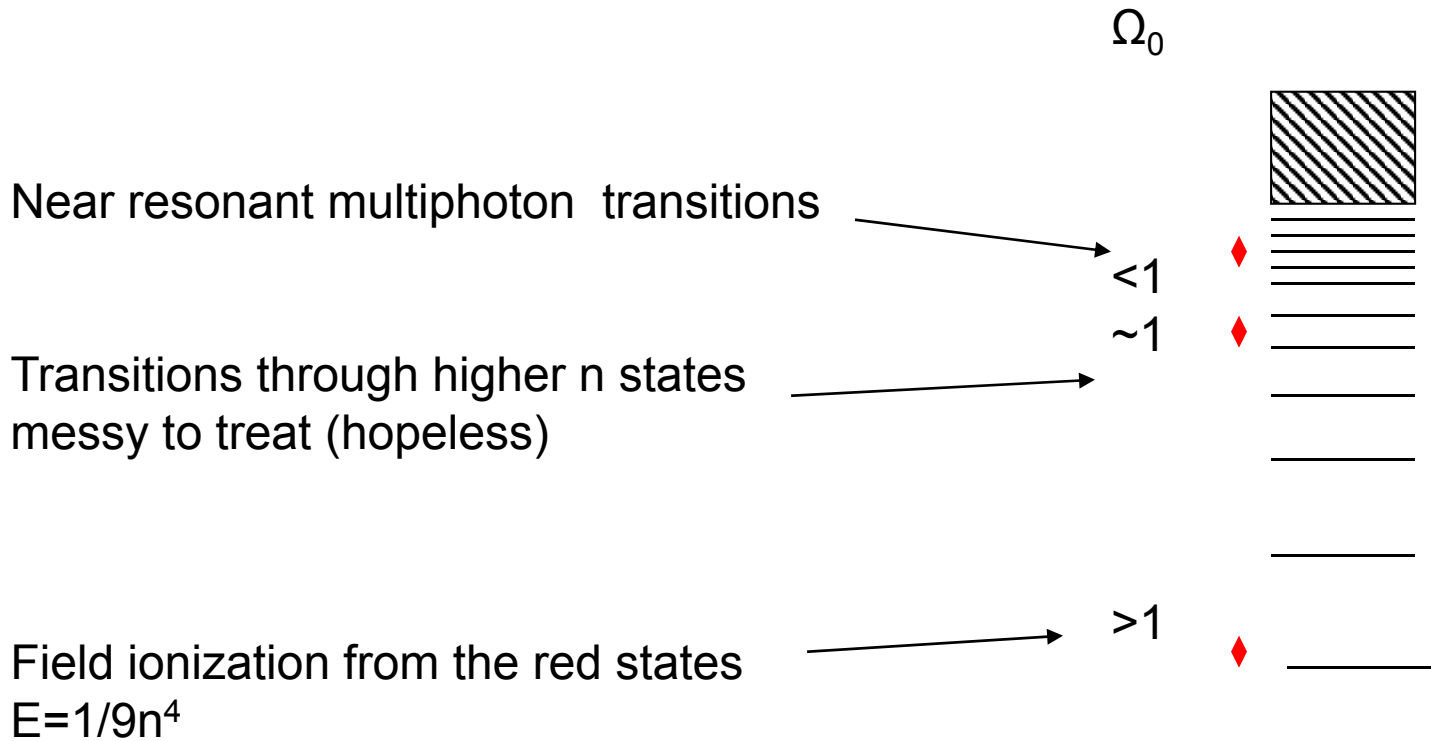 Ω₀
Near resonant multiphoton transitions
<1
~1
Transitions through higher n states
messy to treat (hopeless)
>1
Field ionization from the red states
E=1/9n⁴